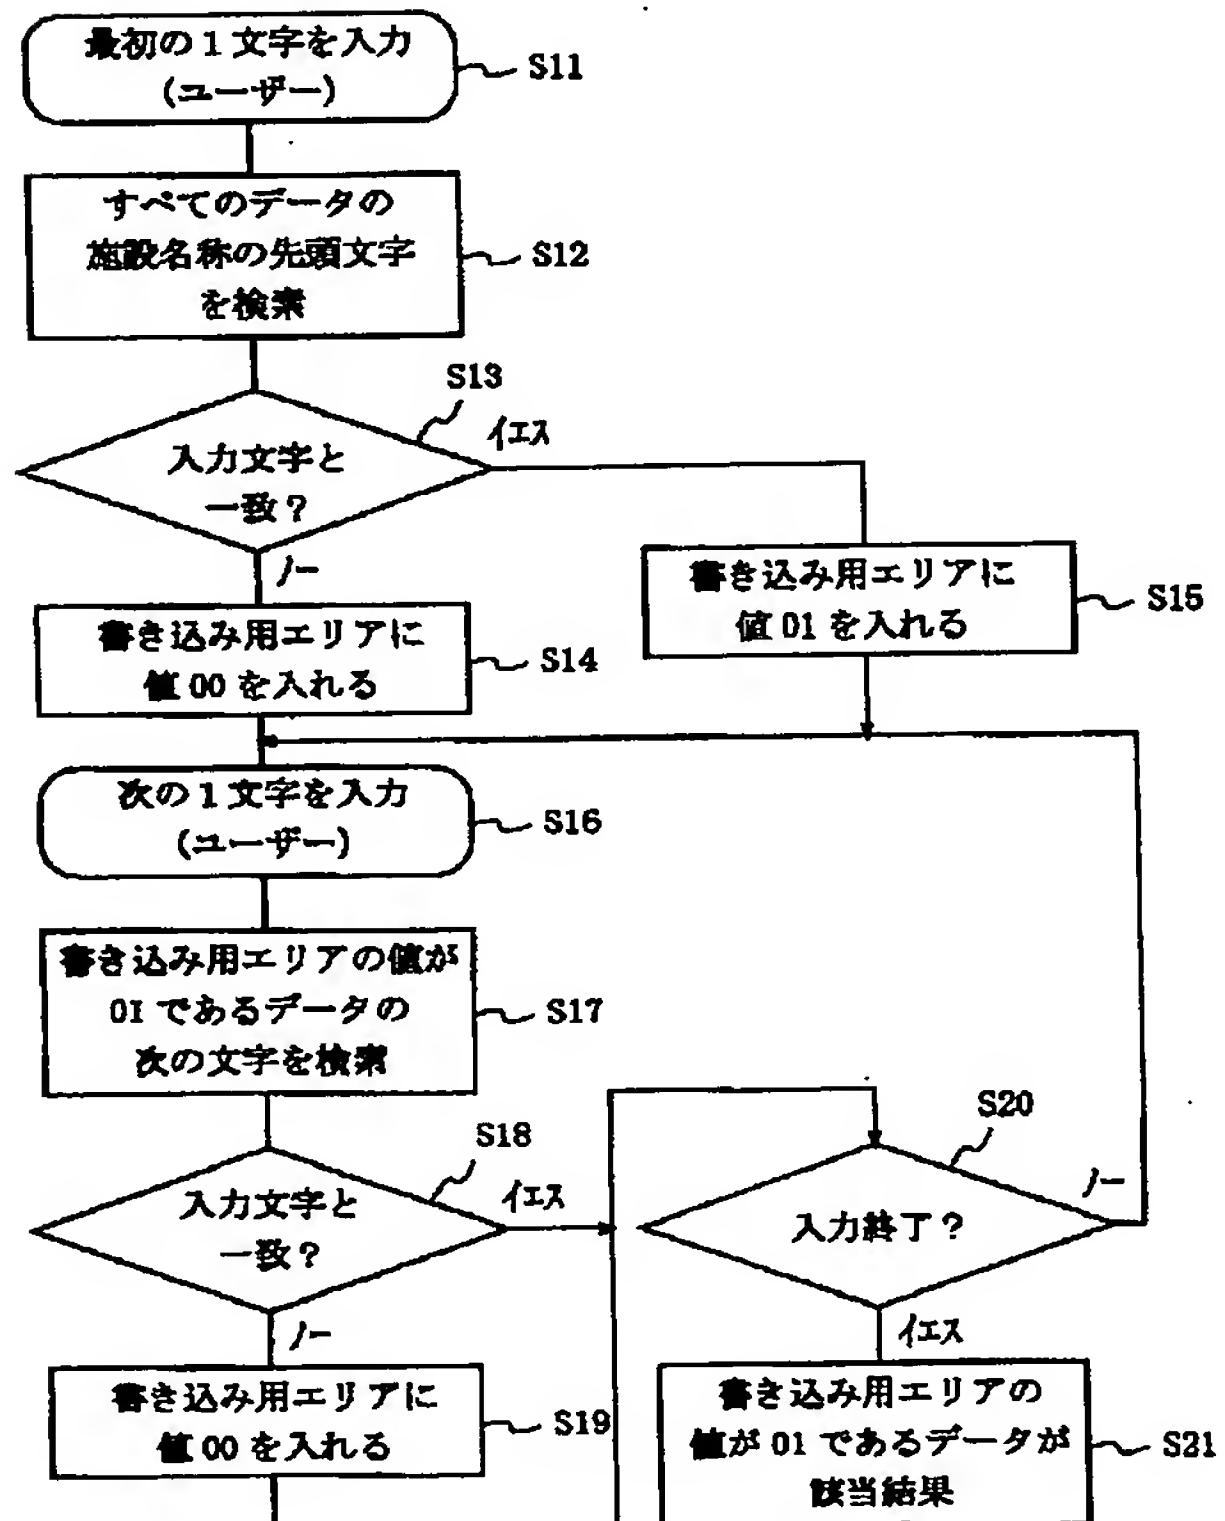 最初の1文字を入力
(ユーザー)
S11
すべてのデータの
施設名称の先頭文字
を検索
S12
S13
入力文字と
一致?
イエス
ノー
書き込み用エリアに
値00を入れる
S14
書き込み用エリアに
値01を入れる
S15
次の1文字を入力
(ユーザー)
S16
書き込み用エリアの値が
01であるデータの
次の文字を検索
S17
S18
入力文字と
一致?
イエス
ノー
書き込み用エリアに
値00を入れる
S19
S20
入力終了?
ノー
イエス
書き込み用エリアの
値が01であるデータが
該当結果
S21